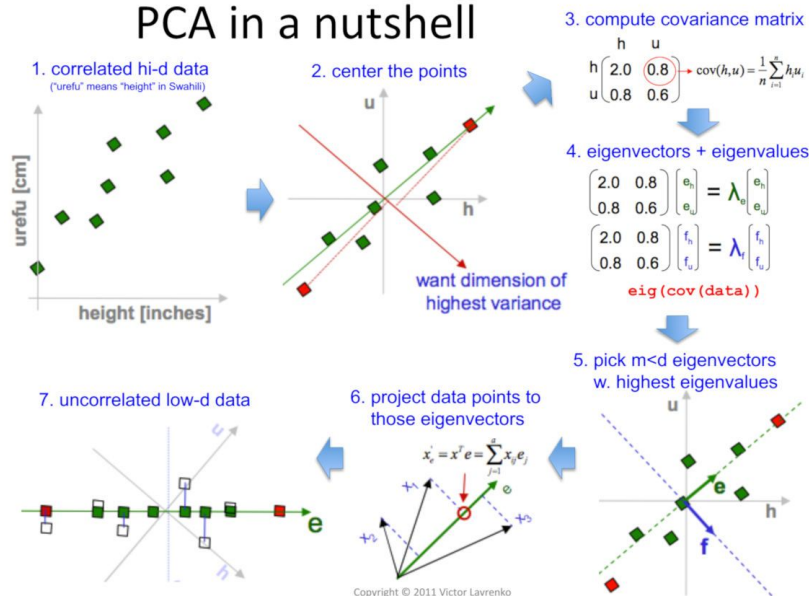 PCA in a nutshell
1. correlated hi-d data
("urefu" means "height" in Swahili)
urefu [cm]
height [inches]
2. center the points
u
h
want dimension of
highest variance
3. compute covariance matrix
h u
h 2.0 0.8
u 0.8 0.6
cov(h,u) = 1/n ∑ i=1 n h_i u_i
4. eigenvectors + eigenvalues
(2.0 0.8) (e_h) = λ_e (e_h)
(0.8 0.6) (e_u) (e_u)
(2.0 0.8) (f_h) = λ_f (f_h)
(0.8 0.6) (f_u) (f_u)
eig(cov(data))
5. pick m<d eigenvectors
w. highest eigenvalues
u
e
h
f
6. project data points to
those eigenvectors
x'_e = x^T e = ∑ j=1 d x_ij e_j
x_1
e
x_2
x_3
7. uncorrelated low-d data
u
e
h
Copyright © 2011 Victor Lavrenko